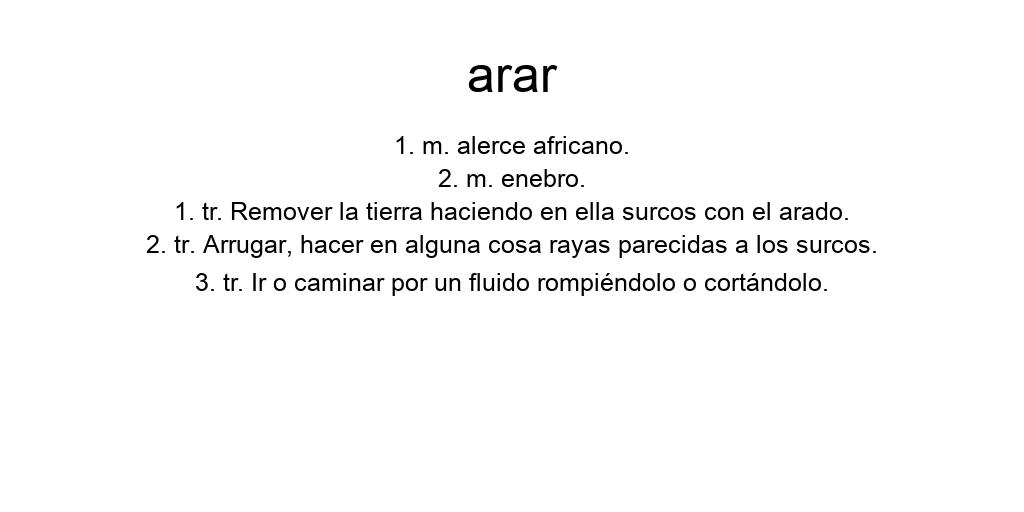 arar
1. m. alerce africano.
2. m. enebro.
1. tr. Remover la tierra haciendo en ella surcos con el arado.
2. tr. Arrugar, hacer en alguna cosa rayas parecidas a los surcos.
3. tr. Ir o caminar por un fluido rompiéndolo o cortándolo.